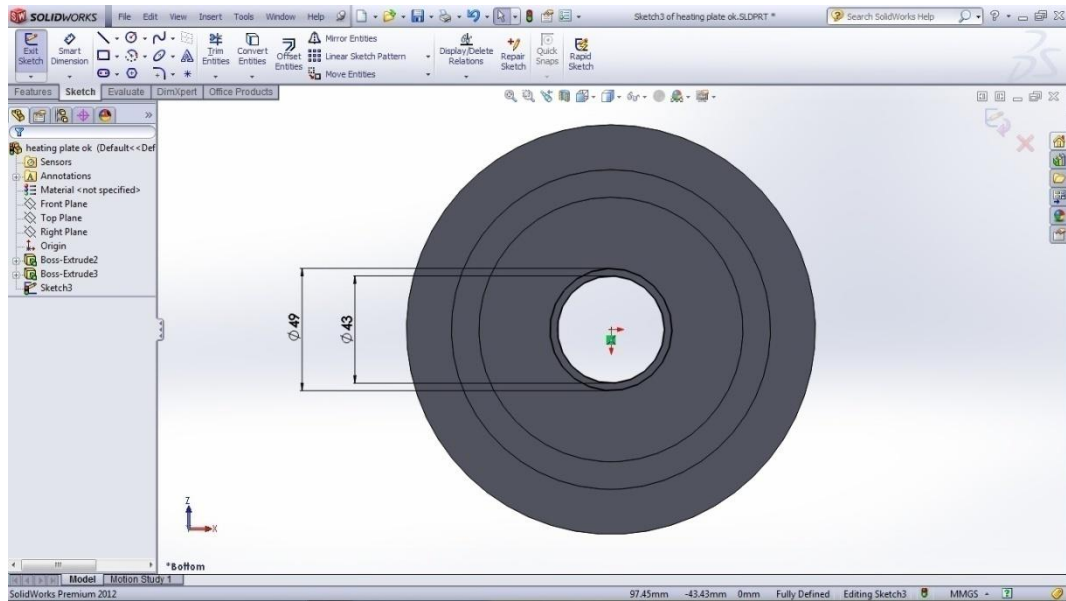 SOLIDWORKS File Edit View Insert Tools Window Help Sketch3 of heating plate ok.SLDPRT * Search SolidWorks Help
Exit Sketch
Smart Dimension
Trim Entities
Convert Entities
Offset Entities
Mirror Entities
Linear Sketch Pattern
Move Entities
Display/Delete Relations
Repair Sketch
Quick Snaps
Rapid Sketch
Features Sketch Evaluate DimXpert Office Products
heating plate ok (Default<<Def
Sensors
Annotations
Material <not specified>
Front Plane
Top Plane
Right Plane
Origin
Boss-Extrude2
Boss-Extrude3
Sketch3
Ø49
Ø43
Z
X
*Bottom
Model Motion Study 1
SolidWorks Premium 2012 97.45mm -43.43mm 0mm Fully Defined Editing Sketch3 MMGS